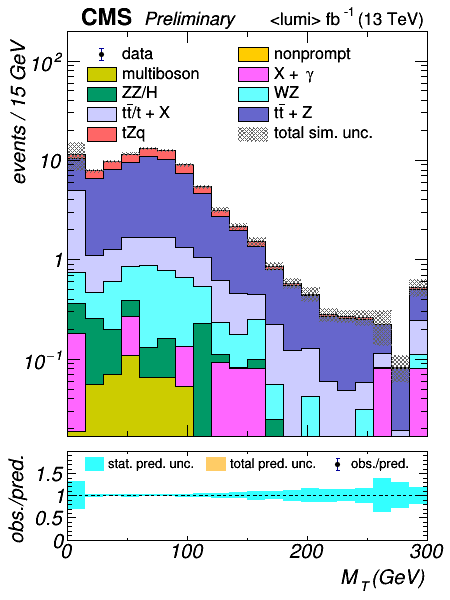 CMS Preliminary <lumi> fb⁻¹ (13 TeV)
events / 15 GeV
10²
10
1
10⁻¹
data
nonprompt
multiboson
X + γ
ZZ/H
WZ
tt̄/t + X
tt̄ + Z
tZq
total sim. unc.
obs./pred.
1.5
1
0.5
0
stat. pred. unc. total pred. unc. obs./pred.
0 100 200 300
M_T (GeV)